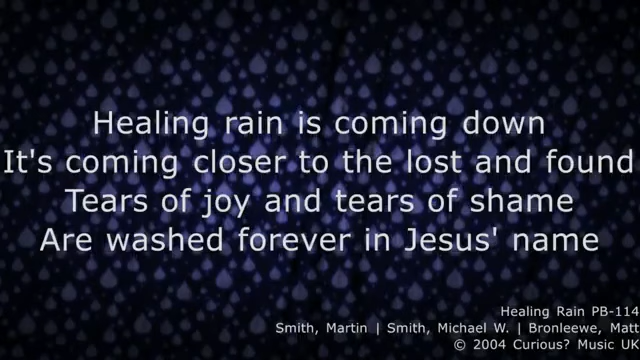 Healing rain is coming down
It's coming closer to the lost and found
Tears of joy and tears of shame
Are washed forever in Jesus' name
Healing Rain PB-114
Smith, Martin | Smith, Michael W. | Bronleewe, Matt
© 2004 Curious? Music UK